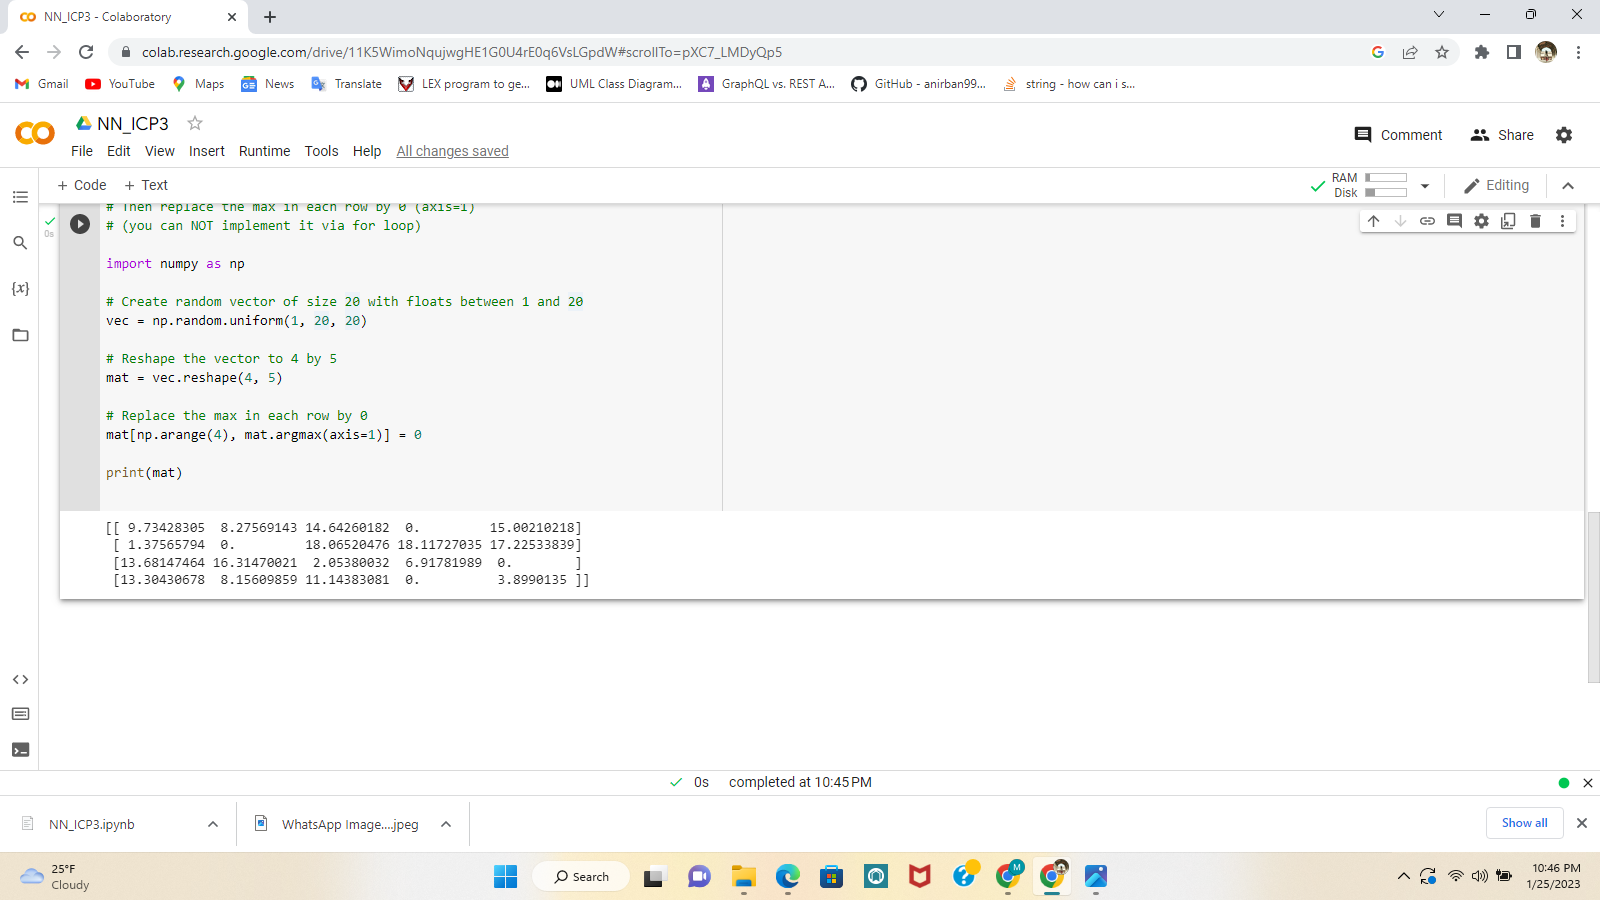 NN_ICP3 - Colaboratory
colab.research.google.com/drive/11K5WimoNqujwgHE1G0U4rE0q6VsLGpdW#scrollTo=pXC7_LMDyQp5
Gmail YouTube Maps News Translate LEX program to ge... UML Class Diagram... GraphQL vs. REST A... GitHub - anirban99... string - how can i s...
NN_ICP3
Comment Share
File Edit View Insert Runtime Tools Help All changes saved
+ Code + Text
RAM
Disk
Editing
# Then replace the max in each row by 0 (axis=1)
# (you can NOT implement it via for loop)
0s
import numpy as np
# Create random vector of size 20 with floats between 1 and 20
vec = np.random.uniform(1, 20, 20)
# Reshape the vector to 4 by 5
mat = vec.reshape(4, 5)
# Replace the max in each row by 0
mat[np.arange(4), mat.argmax(axis=1)] = 0
print(mat)
[[ 9.73428305 8.27569143 14.64260182 0. 15.00210218]
[ 1.37565794 0. 18.06520476 18.11727035 17.22533839]
[13.68147464 16.31470021 2.05380032 6.91781989 0. ]
[13.30430678 8.15609859 11.14383081 0. 3.8990135 ]]
0s completed at 10:45 PM
NN_ICP3.ipynb
WhatsApp Image....jpeg
Show all
25°F
Cloudy
Search
M
10:46 PM
1/25/2023